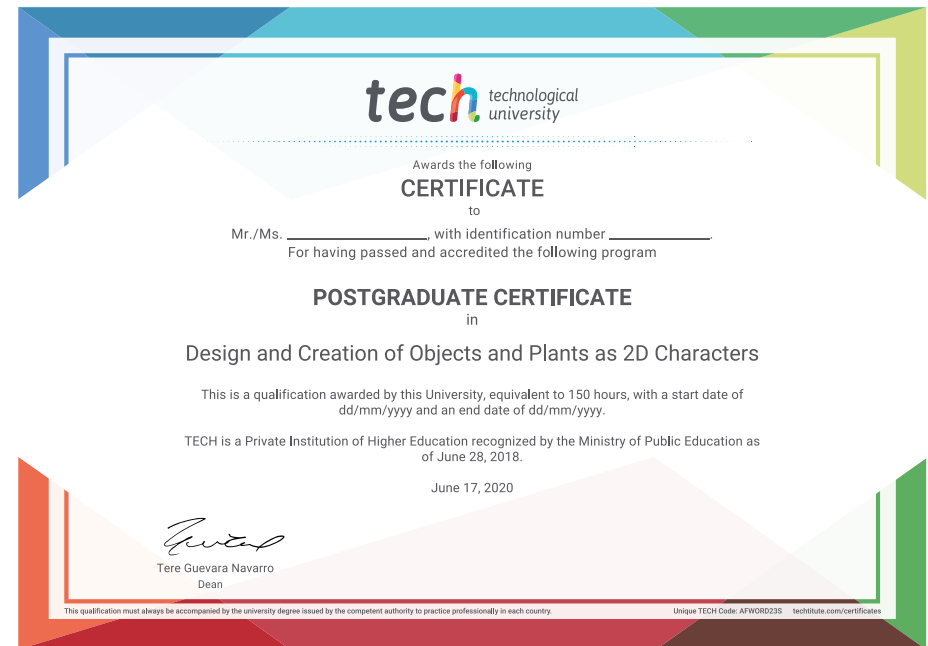 tech technological
university
Awards the following
CERTIFICATE
to
Mr./Ms. ____________________, with identification number ______________.
For having passed and accredited the following program
POSTGRADUATE CERTIFICATE
in
Design and Creation of Objects and Plants as 2D Characters
This is a qualification awarded by this University, equivalent to 150 hours, with a start date of
dd/mm/yyyy and an end date of dd/mm/yyyy.
TECH is a Private Institution of Higher Education recognized by the Ministry of Public Education as
of June 28, 2018.
June 17, 2020
Tere Guevara Navarro
Dean
This qualification must always be accompanied by the university degree issued by the competent authority to practice professionally in each country.
Unique TECH Code: AFWORD23S techtitute.com/certificates